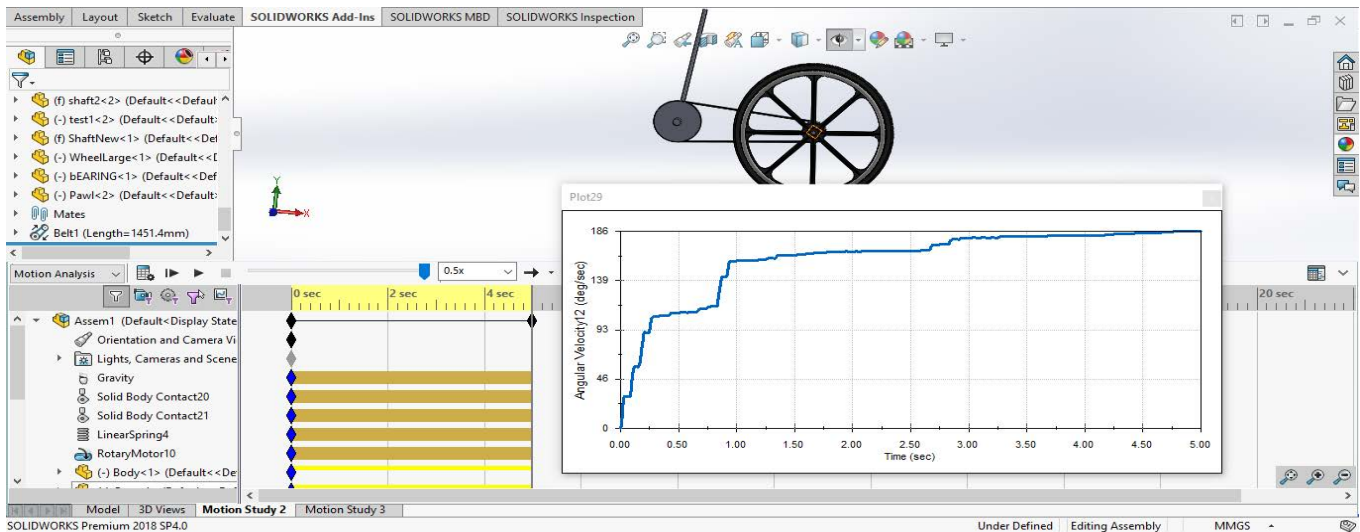 Assembly Layout Sketch Evaluate SOLIDWORKS Add-Ins SOLIDWORKS MBD SOLIDWORKS Inspection
(f) shaft2<2> (Default<<Defaul
(-) test1<2> (Default<<Default
(f) ShaftNew<1> (Default<<Def
(-) WheelLarge<1> (Default<<D
(-) bEARING<1> (Default<<Def
(-) Pawl<2> (Default<<Default
Mates
Belt1 (Length=1451.4mm)
Y
X
Plot29
186
139
93
46
0
Angular Velocity12 (deg/sec)
0.00 0.50 1.00 1.50 2.00 2.50 3.00 3.50 4.00 4.50 5.00
Time (sec)
Motion Analysis 0.5x
0 sec 2 sec 4 sec 20 sec
Assem1 (Default<Display State
Orientation and Camera Vi
Lights, Cameras and Scene
Gravity
Solid Body Contact20
Solid Body Contact21
LinearSpring4
RotaryMotor10
(-) Body<1> (Default<<De
Model 3D Views Motion Study 2 Motion Study 3
SOLIDWORKS Premium 2018 SP4.0 Under Defined Editing Assembly MMGS